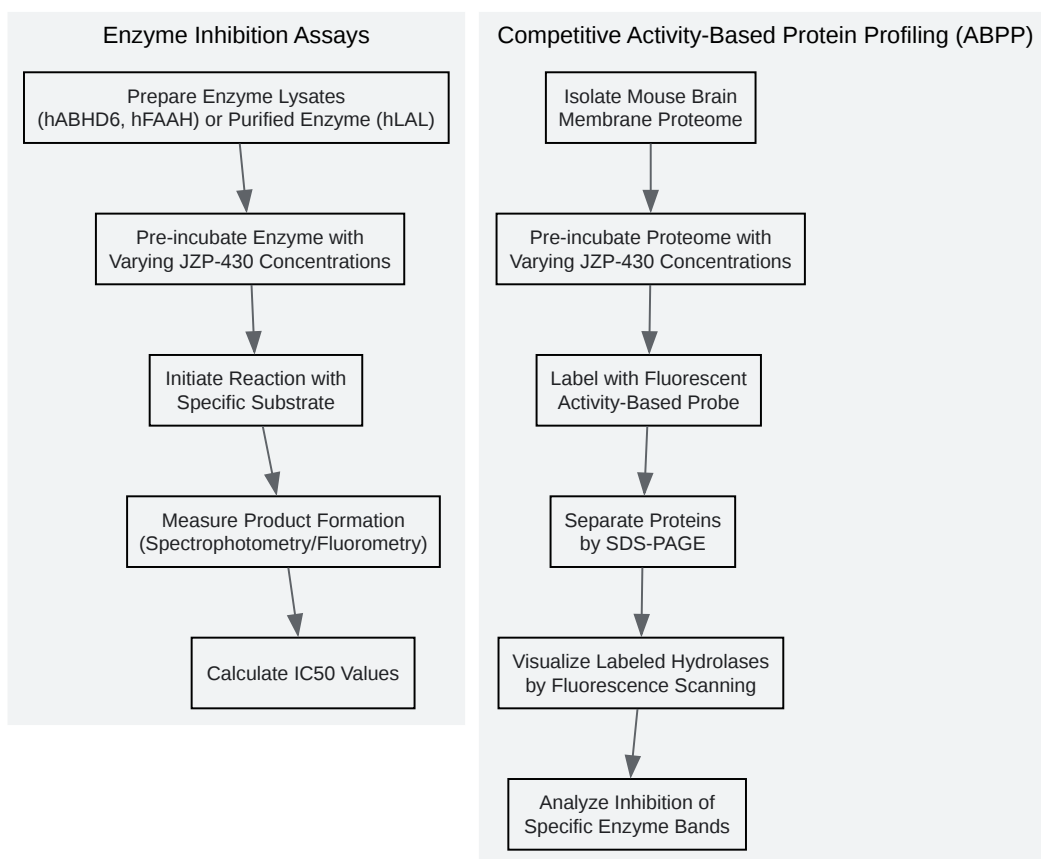 Enzyme Inhibition Assays
Prepare Enzyme Lysates
(hABHD6, hFAAH) or Purified Enzyme (hLAL)
Pre-incubate Enzyme with
Varying JZP-430 Concentrations
Initiate Reaction with
Specific Substrate
Measure Product Formation
(Spectrophotometry/Fluorometry)
Calculate IC50 Values
Competitive Activity-Based Protein Profiling (ABPP)
Isolate Mouse Brain
Membrane Proteome
Pre-incubate Proteome with
Varying JZP-430 Concentrations
Label with Fluorescent
Activity-Based Probe
Separate Proteins
by SDS-PAGE
Visualize Labeled Hydrolases
by Fluorescence Scanning
Analyze Inhibition of
Specific Enzyme Bands